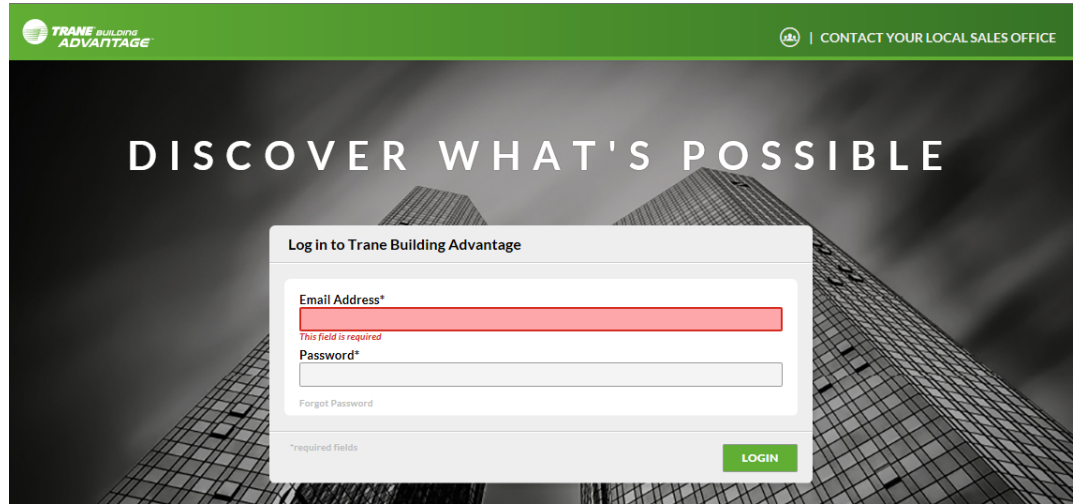 TRANE BUILDING
ADVANTAGE
| CONTACT YOUR LOCAL SALES OFFICE
DISCOVER WHAT'S POSSIBLE
Log in to Trane Building Advantage
Email Address*
This field is required
Password*
Forgot Password
*required fields
LOGIN